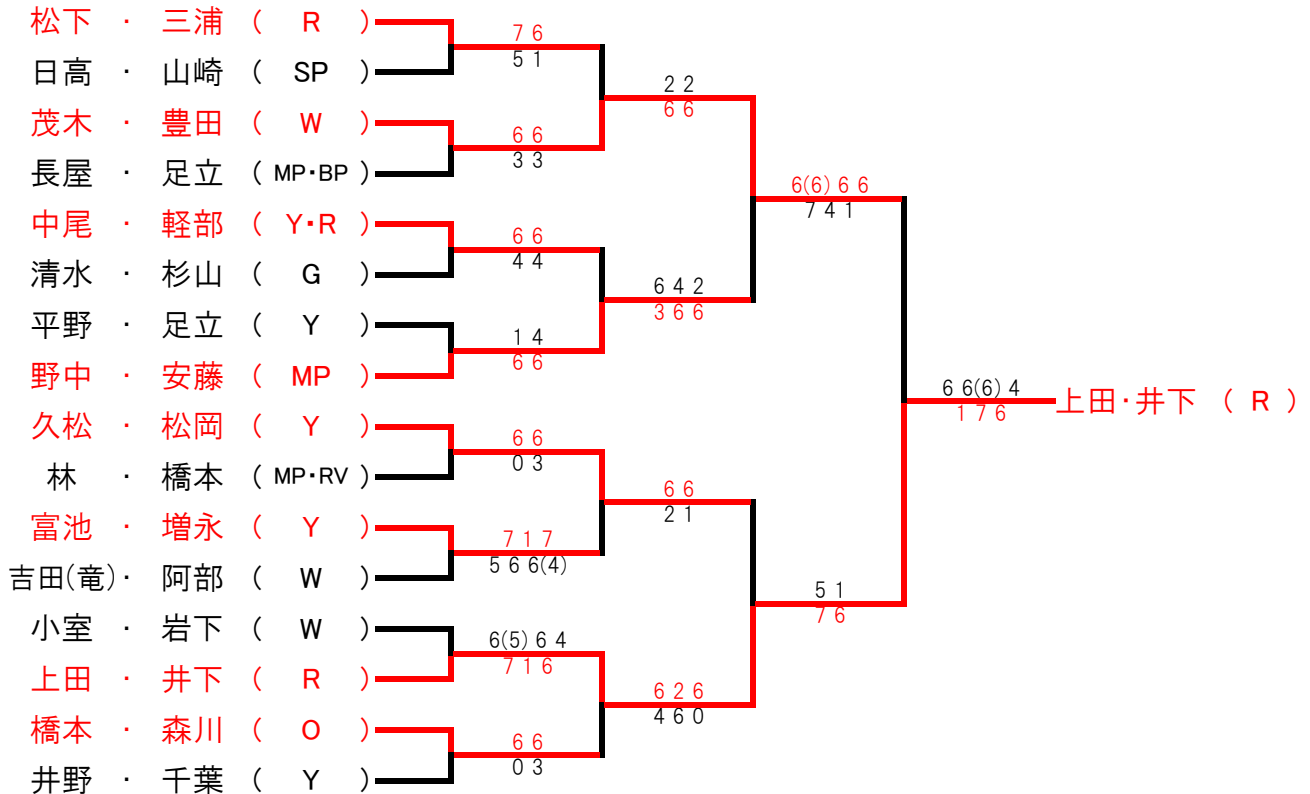 松下 ・ 三浦 ( R )
7 6
5 1
日高 ・ 山崎 ( SP )
2 2
6 6
茂木 ・ 豊田 ( W )
6 6
3 3
長屋 ・ 足立 ( MP・BP )
6(6) 6 6
7 4 1
中尾 ・ 軽部 ( Y・R )
6 6
4 4
清水 ・ 杉山 ( G )
6 4 2
3 6 6
平野 ・ 足立 ( Y )
1 4
6 6
野中 ・ 安藤 ( MP )
6 6(6) 4
1 7 6
上田・井下 ( R )
久松 ・ 松岡 ( Y )
6 6
0 3
林 ・ 橋本 ( MP・RV )
6 6
2 1
富池 ・ 増永 ( Y )
7 1 7
5 6 6(4)
吉田(竜)・ 阿部 ( W )
5 1
7 6
小室 ・ 岩下 ( W )
6(5) 6 4
7 1 6
上田 ・ 井下 ( R )
6 2 6
4 6 0
橋本 ・ 森川 ( O )
6 6
0 3
井野 ・ 千葉 ( Y )